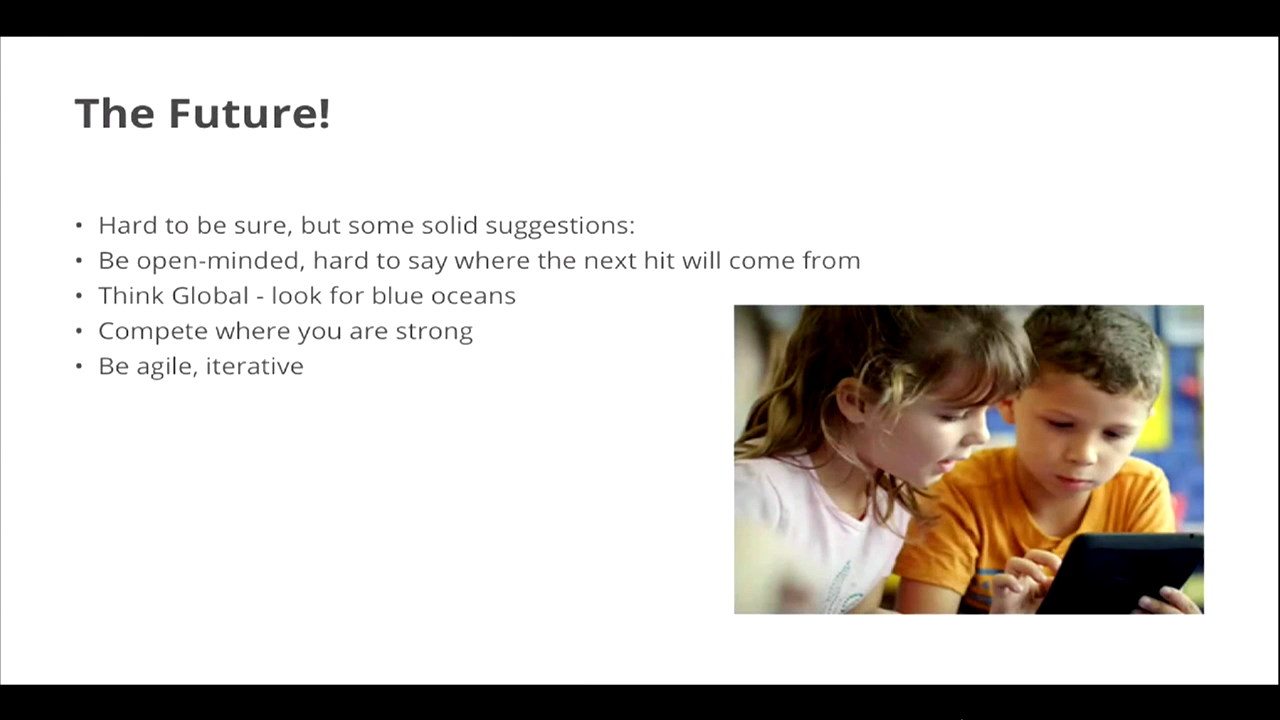 The Future!
• Hard to be sure, but some solid suggestions:
• Be open-minded, hard to say where the next hit will come from
• Think Global - look for blue oceans
• Compete where you are strong
• Be agile, iterative